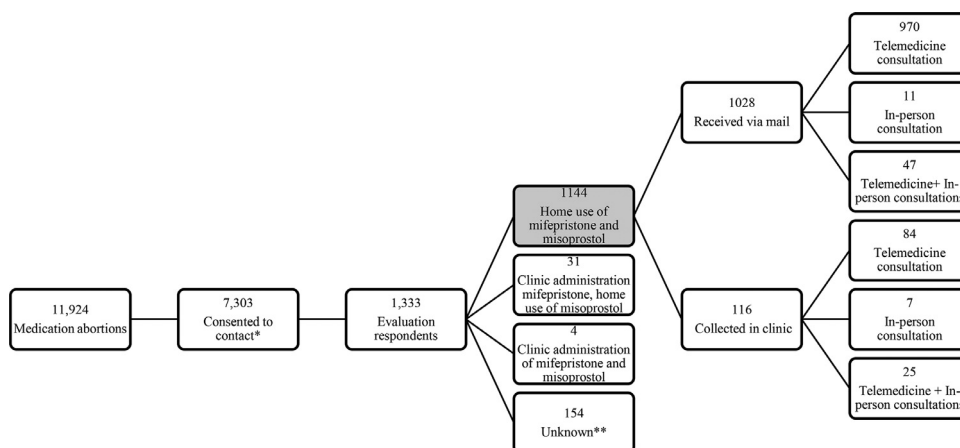 11,924
Medication abortions
7,303
Consented to
contact*
1,333
Evaluation
respondents
1144
Home use of
mifepristone and
misoprostol
31
Clinic administration
mifepristone, home
use of misoprostol
4
Clinic administration
of mifepristone and
misoprostol
154
Unknown**
1028
Received via mail
116
Collected in clinic
970
Telemedicine
consultation
11
In-person
consultation
47
Telemedicine+ In-
person consultations
84
Telemedicine
consultation
7
In-person
consultation
25
Telemedicine + In-
person consultations